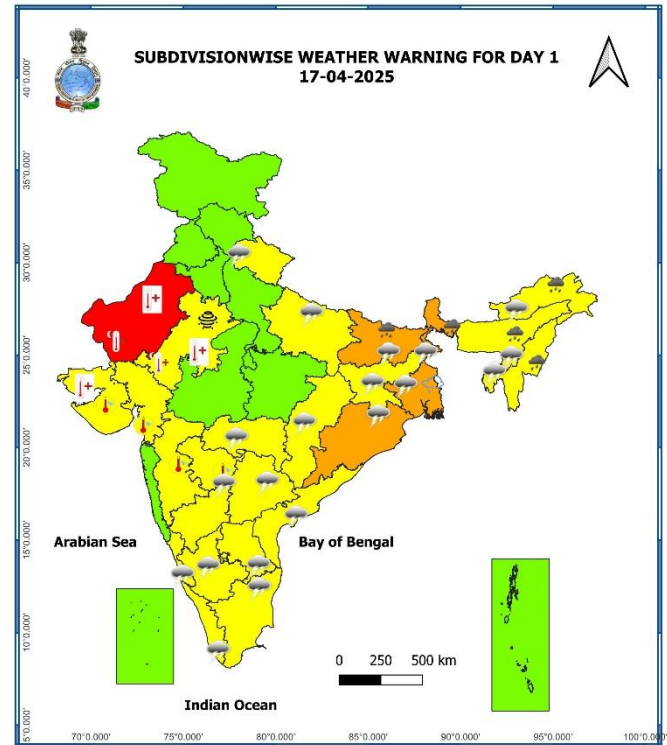 SUBDIVISIONWISE WEATHER WARNING FOR DAY 1
17-04-2025
40°0.000'
35°0.000'
30°0.000'
25°0.000'
20°0.000'
15°0.000'
10°0.000'
5°0.000'
Arabian Sea
Bay of Bengal
0 250 500 km
Indian Ocean
70°0.000' 75°0.000' 80°0.000' 85°0.000' 90°0.000' 95°0.000' 100°0.000'